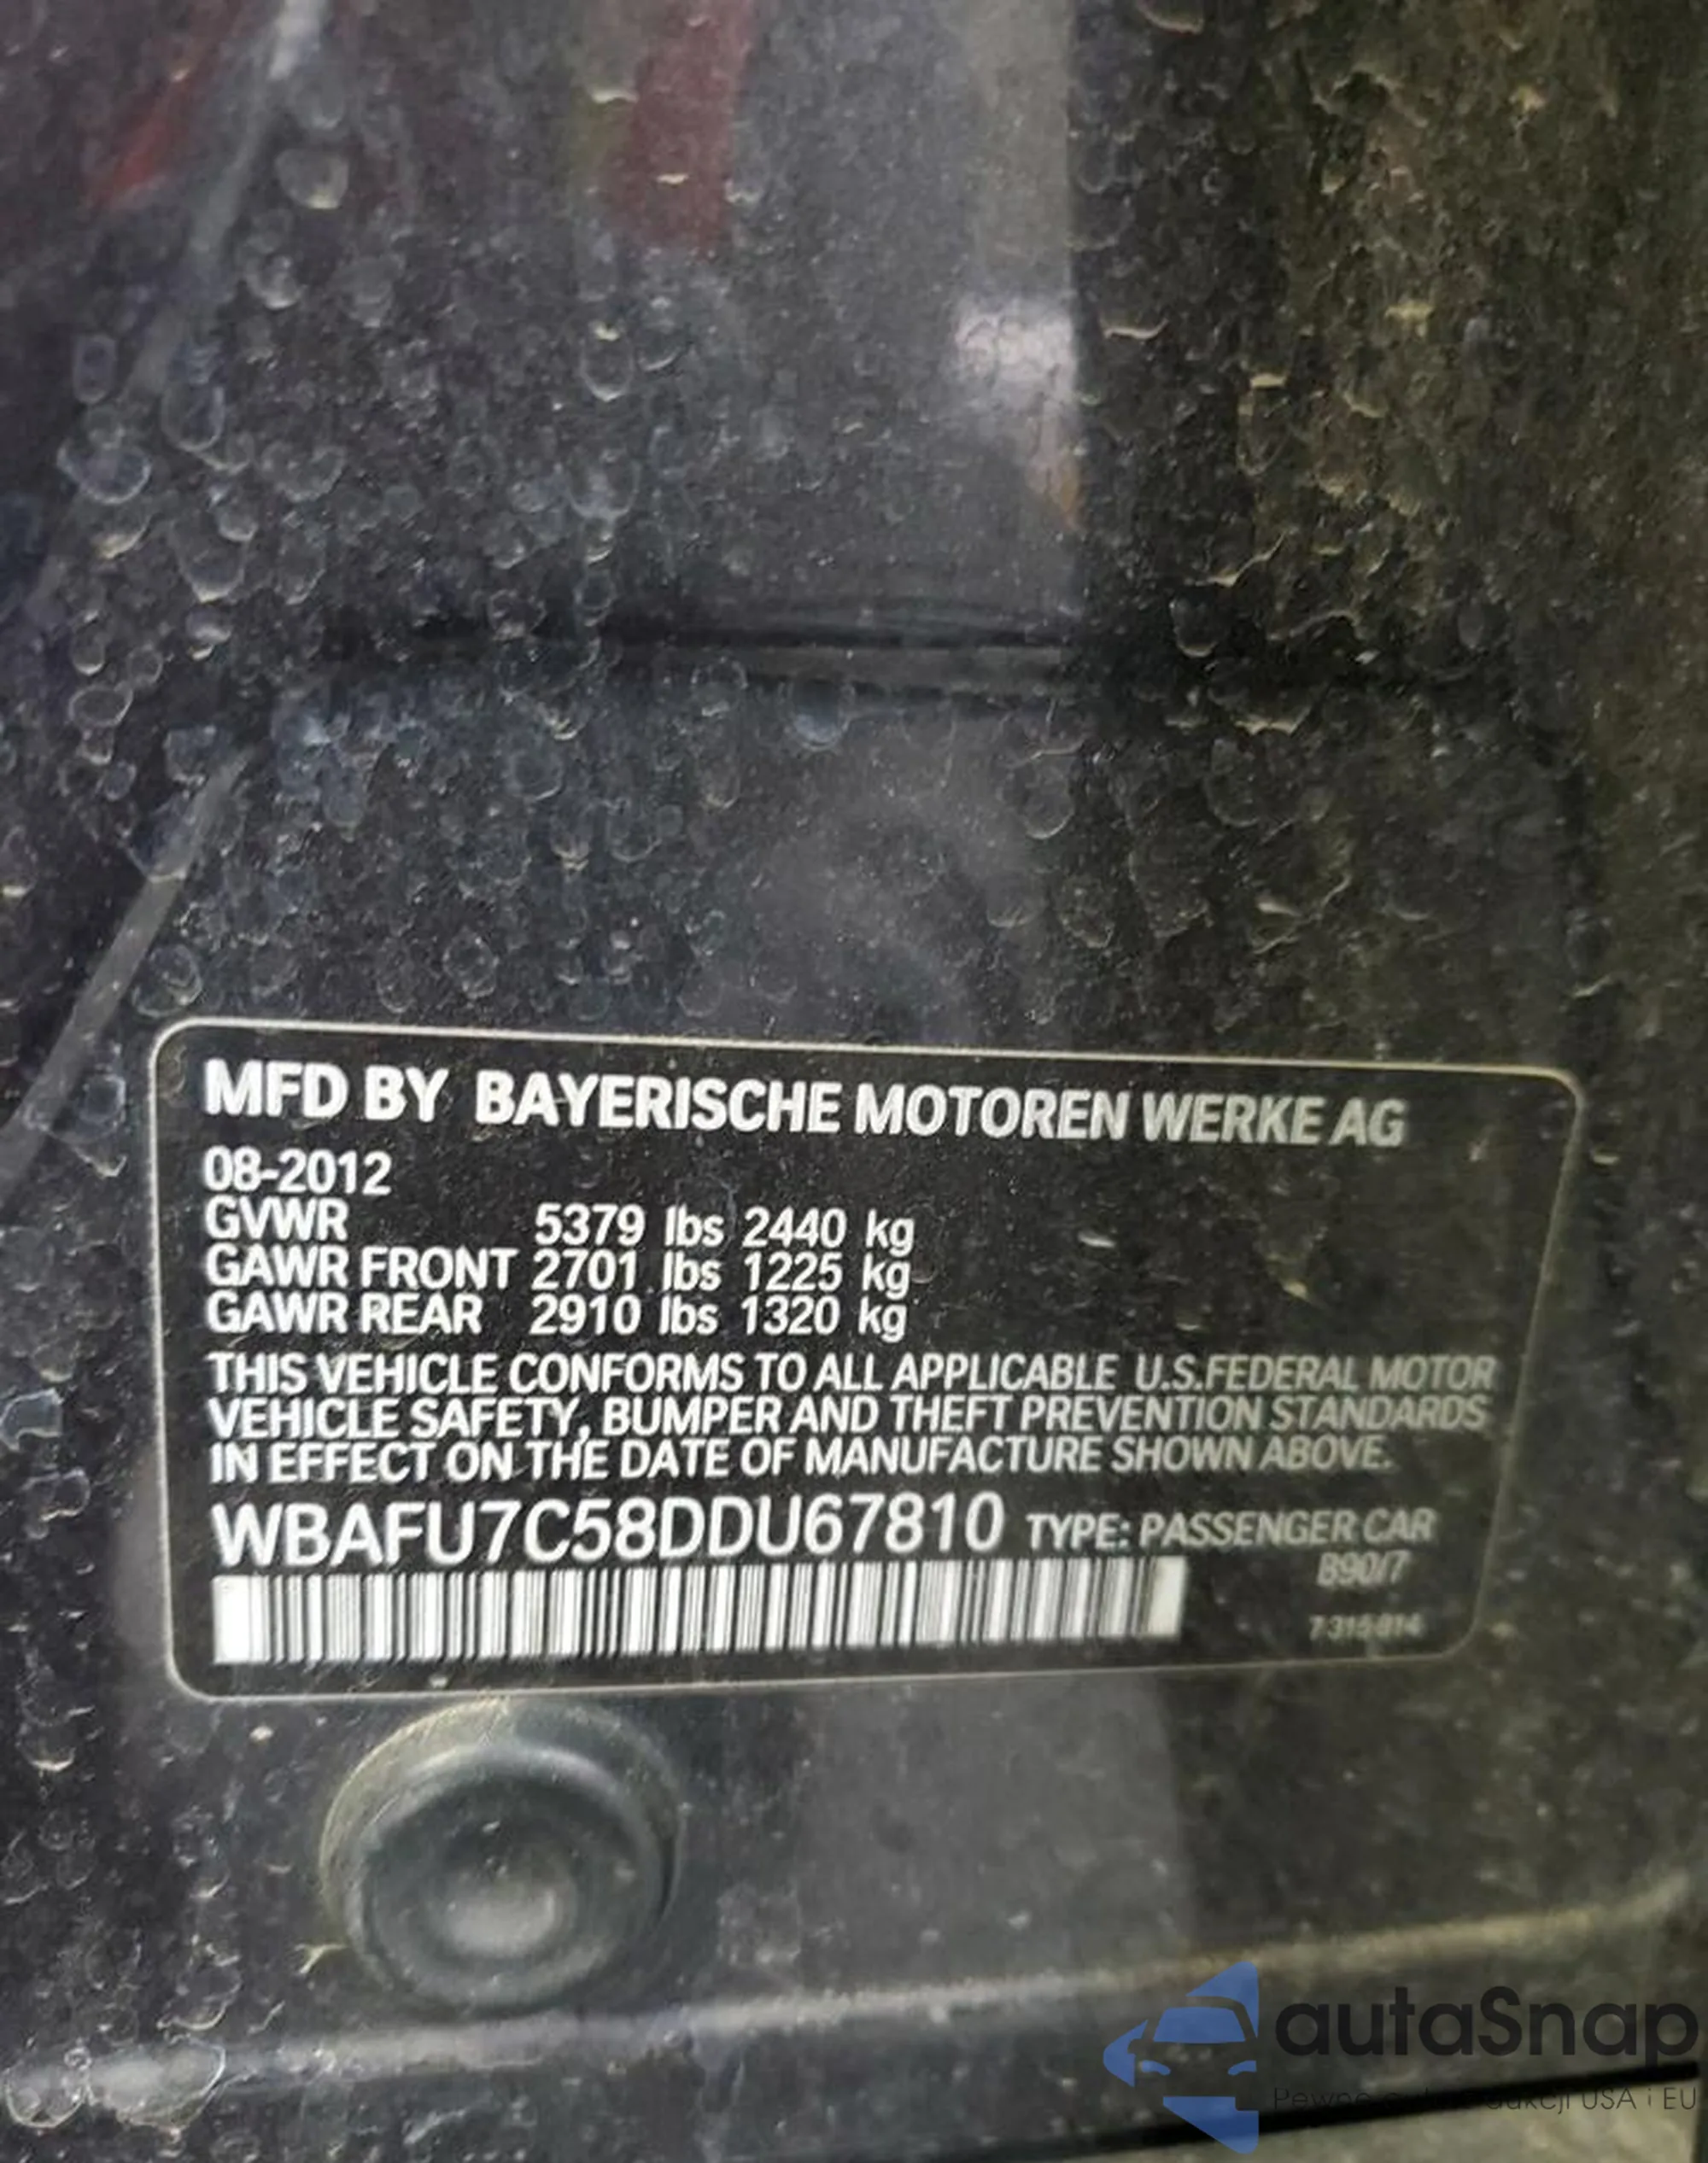 MFD BY BAYERISCHE MOTOREN WERKE AG
08-2012
GVWR 5379 lbs 2440 kg
GAWR FRONT 2701 lbs 1225 kg
GAWR REAR 2910 lbs 1320 kg
THIS VEHICLE CONFORMS TO ALL APPLICABLE U.S.FEDERAL MOTOR
VEHICLE SAFETY, BUMPER AND THEFT PREVENTION STANDARDS
IN EFFECT ON THE DATE OF MANUFACTURE SHOWN ABOVE.
WBAFU7C58DDU67810 TYPE: PASSENGER CAR
B90/7
autaSnap
USA i EU